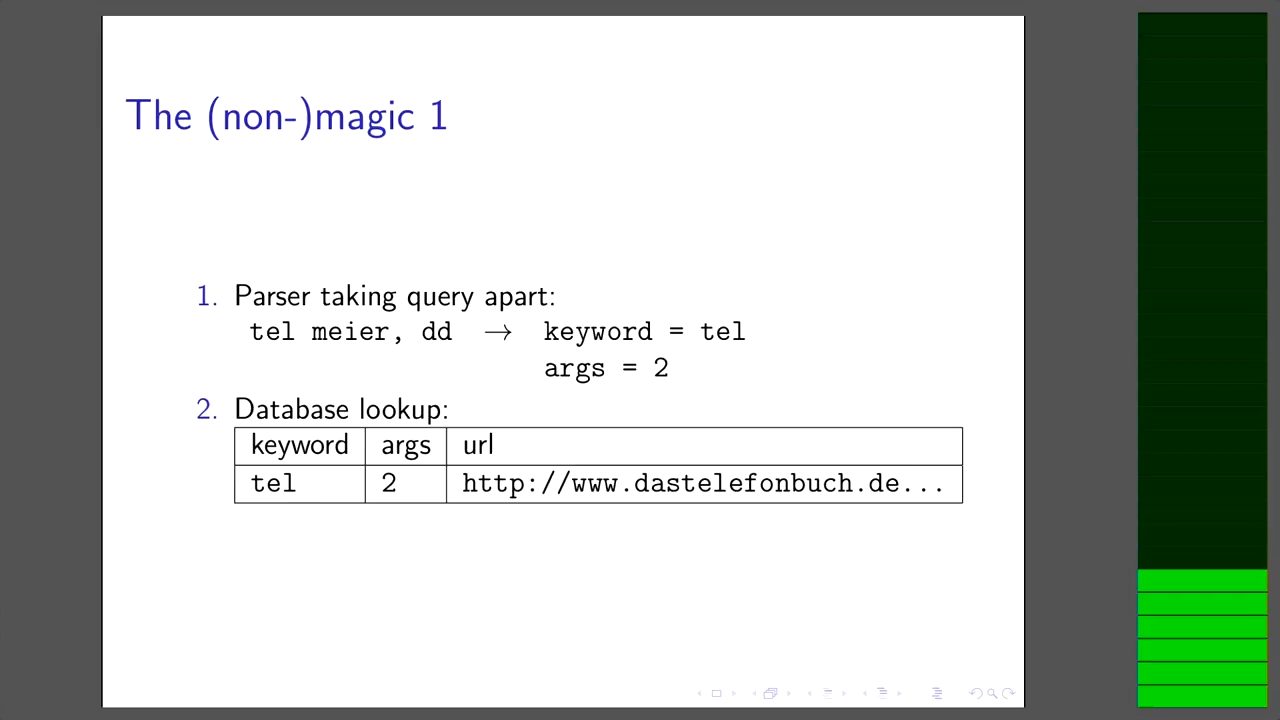 The (non-)magic 1
1. Parser taking query apart:
tel meier, dd → keyword = tel
args = 2
2. Database lookup:
keyword args url
tel 2 http://www.dastelefonbuch.de...